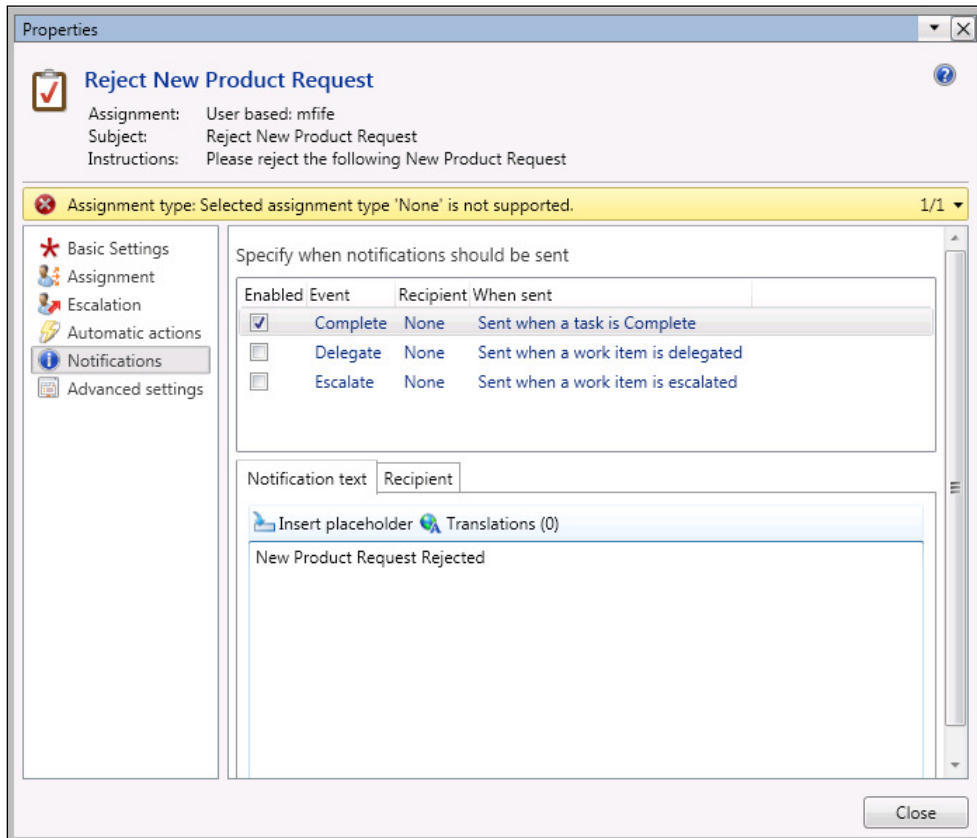 Properties
Reject New Product Request
Assignment: User based: mfife
Subject: Reject New Product Request
Instructions: Please reject the following New Product Request
Assignment type: Selected assignment type 'None' is not supported. 1/1
Basic Settings
Assignment
Escalation
Automatic actions
Notifications
Advanced settings
Specify when notifications should be sent
Enabled Event Recipient When sent
Complete None Sent when a task is Complete
Delegate None Sent when a work item is delegated
Escalate None Sent when a work item is escalated
Notification text Recipient
Insert placeholder Translations (0)
New Product Request Rejected
Close